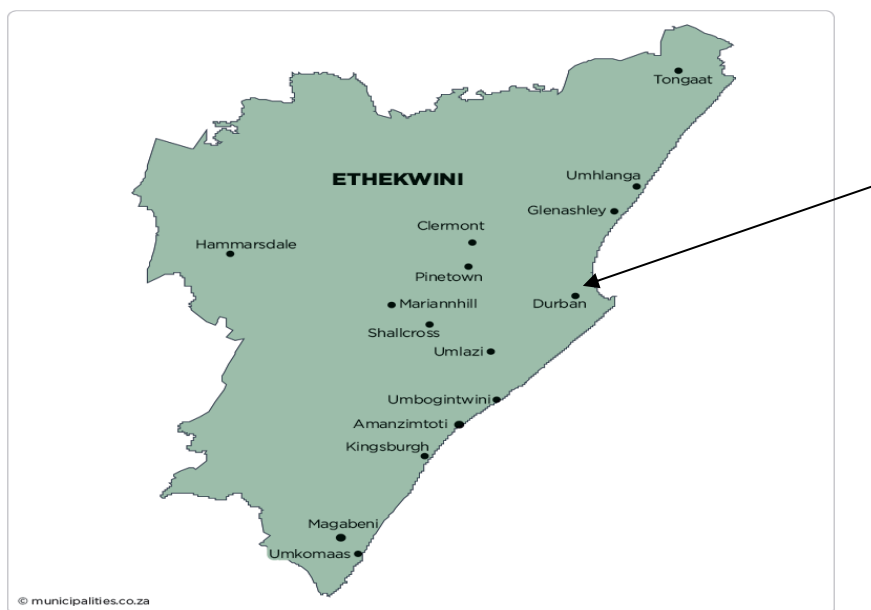 Tongaat
ETHEKWINI
Umhlanga
Glenashley
Clermont
Hammarsdale
Pinetown
Mariannhill
Durban
Shallcross
Umlazi
Umbogintwini
Amanzimtoti
Kingsburgh
Magabeni
Umkomaas
© municipalities.co.za